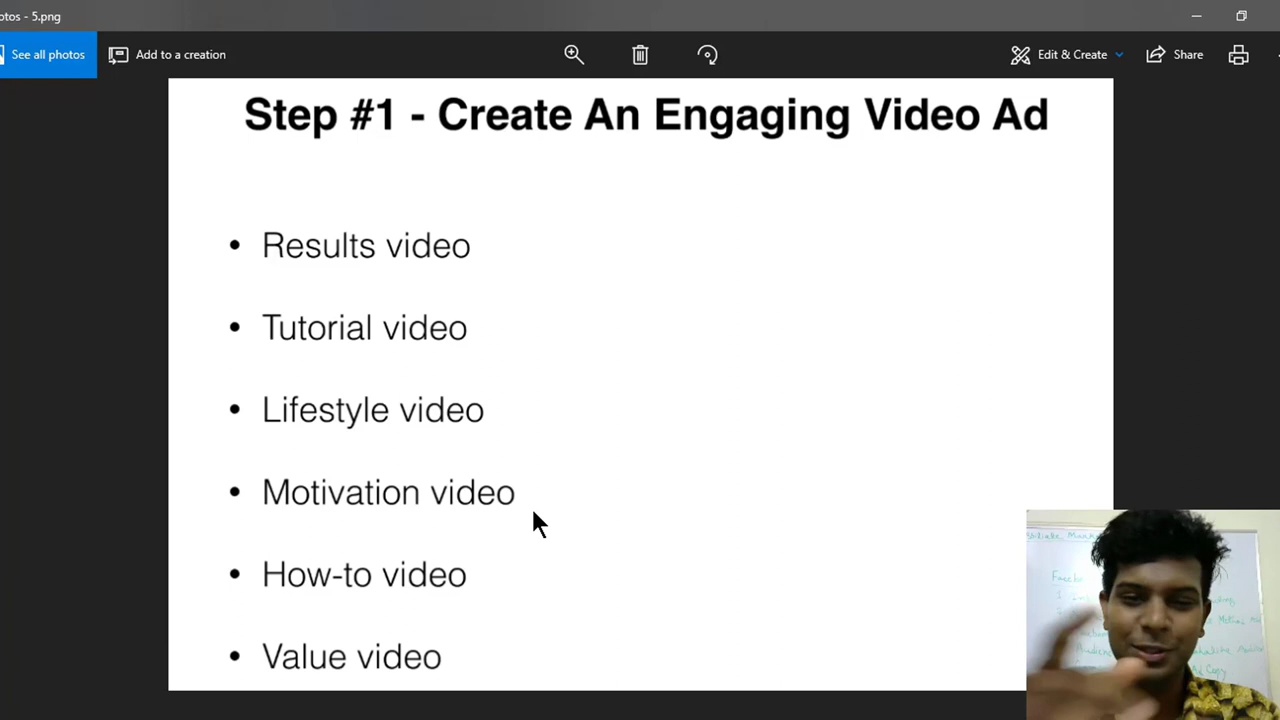 otos - 5.png
See all photos
Add to a creation
Edit & Create
Share
Step #1 - Create An Engaging Video Ad
• Results video
• Tutorial video
• Lifestyle video
• Motivation video
• How-to video
• Value video
Copy